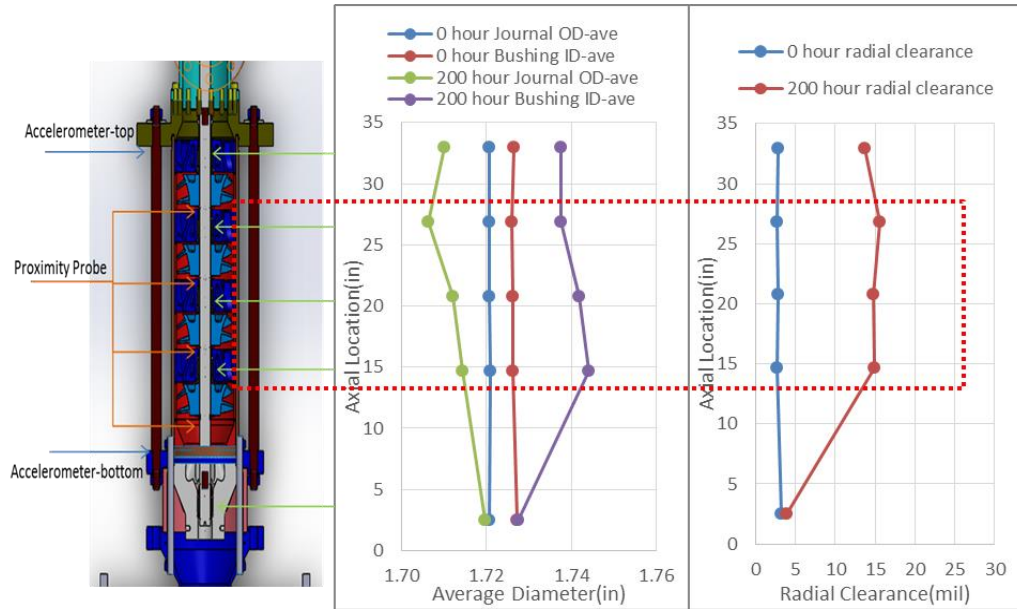 Accelerometer-top
Proximity Probe
Accelerometer-bottom
0 hour Journal OD-ave
0 hour Bushing ID-ave
200 hour Journal OD-ave
200 hour Bushing ID-ave
35
30
25
20
15
10
5
0
Axial Location(in)
1.70 1.72 1.74 1.76
Average Diameter(in)
0 hour radial clearance
200 hour radial clearance
35
30
25
20
15
10
5
0
Axial Location(in)
0 5 10 15 20 25 30
Radial Clearance(mil)